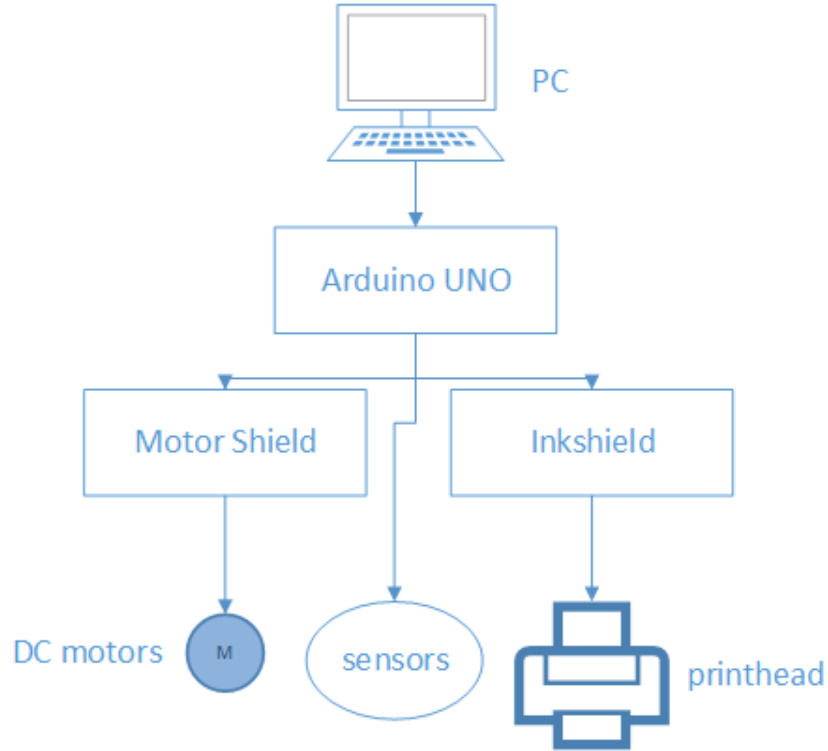 PC
Arduino UNO
Motor Shield
Inkshield
DC motors
M
sensors
printhead